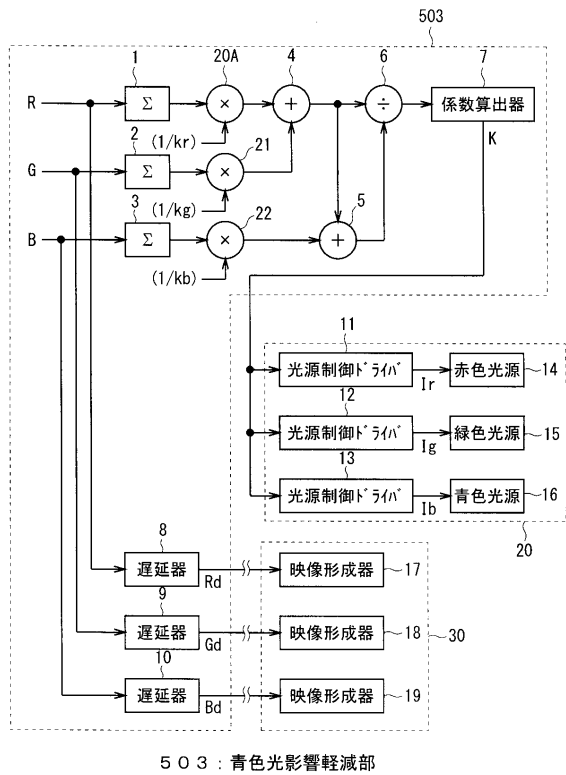 503
1 20A 4 6 7
R Σ × + ÷ 係数算出器
(1/kr) K
2 21
G Σ ×
(1/kg)
3 22 5
B Σ × +
(1/kb)
11
光源制御ドライバ Ir 赤色光源 14
12
光源制御ドライバ Ig 緑色光源 15
13
光源制御ドライバ Ib 青色光源 16
20
8
遅延器 Rd 映像形成器 17
9
遅延器 Gd 映像形成器 18 30
10
遅延器 Bd 映像形成器 19
503:青色光影響軽減部